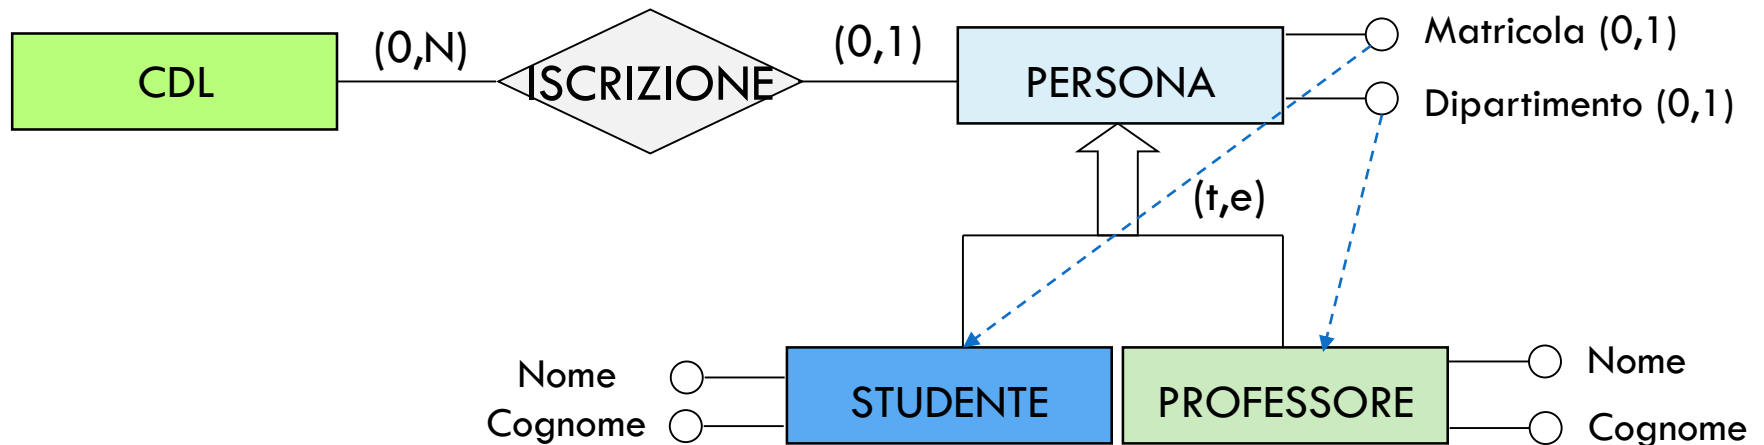 CDL
(0,N)
ISCRIZIONE
(0,1)
PERSONA
Matricola (0,1)
Dipartimento (0,1)
(t,e)
Nome
Cognome
STUDENTE
PROFESSORE
Nome
Cognome